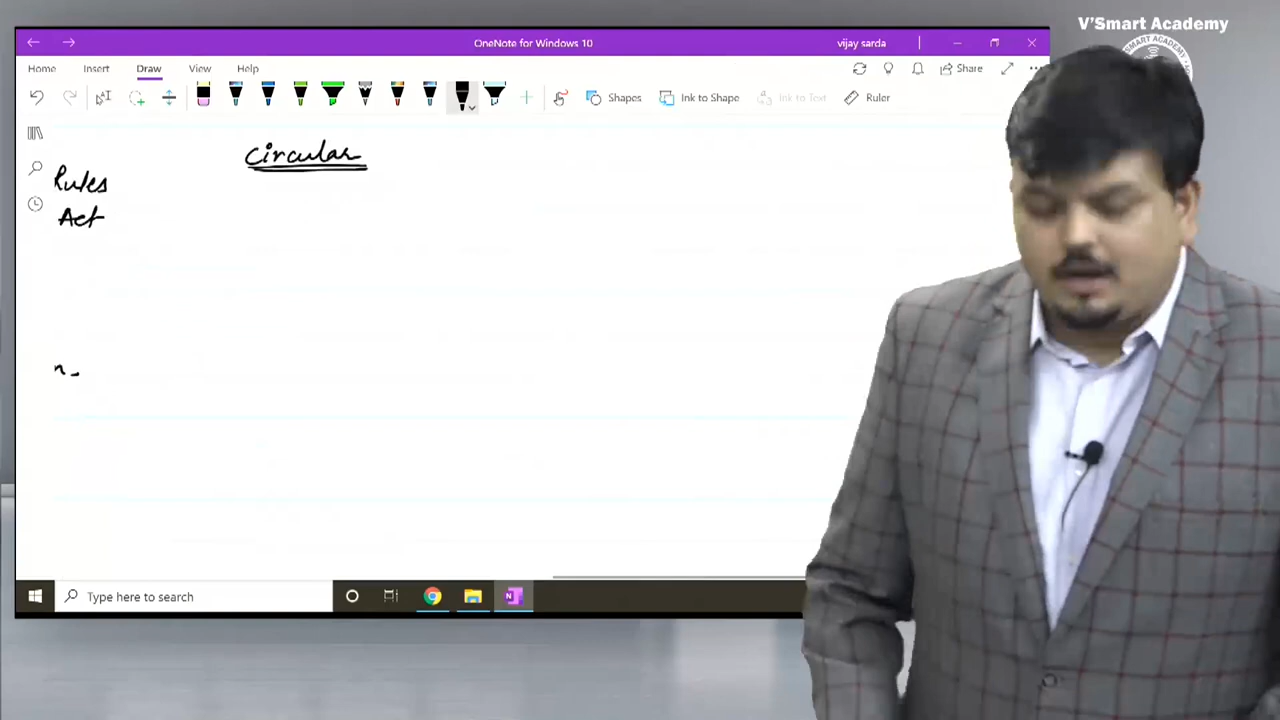 V'Smart Academy
OneNote for Windows 10
vijay sarda
Home Insert Draw View Help
Share
Shapes Ink to Shape Ink to Text Ruler
Circular
Rules
Act
Type here to search